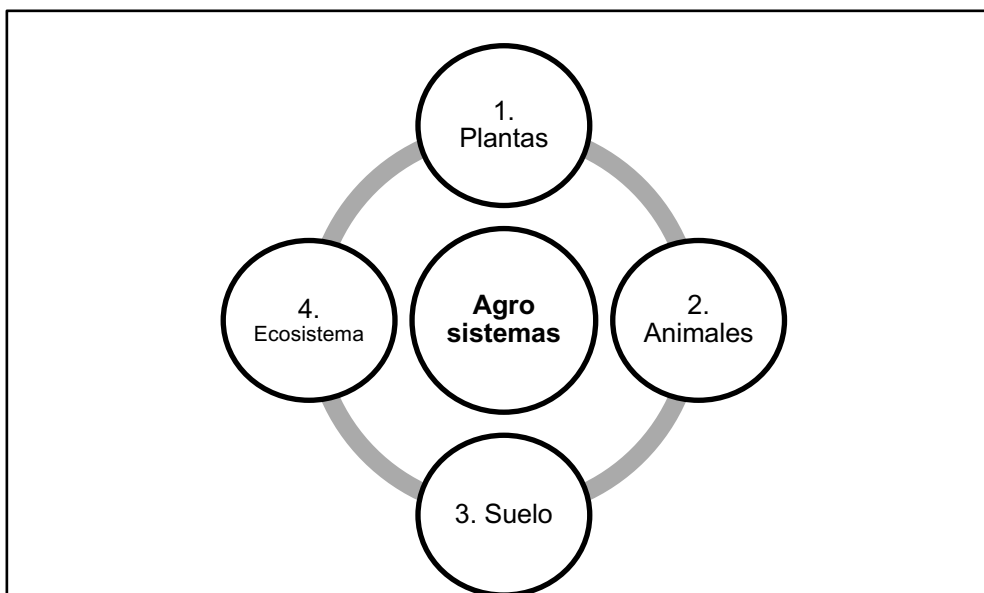 1.
Plantas
4.
Ecosistema
Agro
sistemas
2.
Animales
3. Suelo